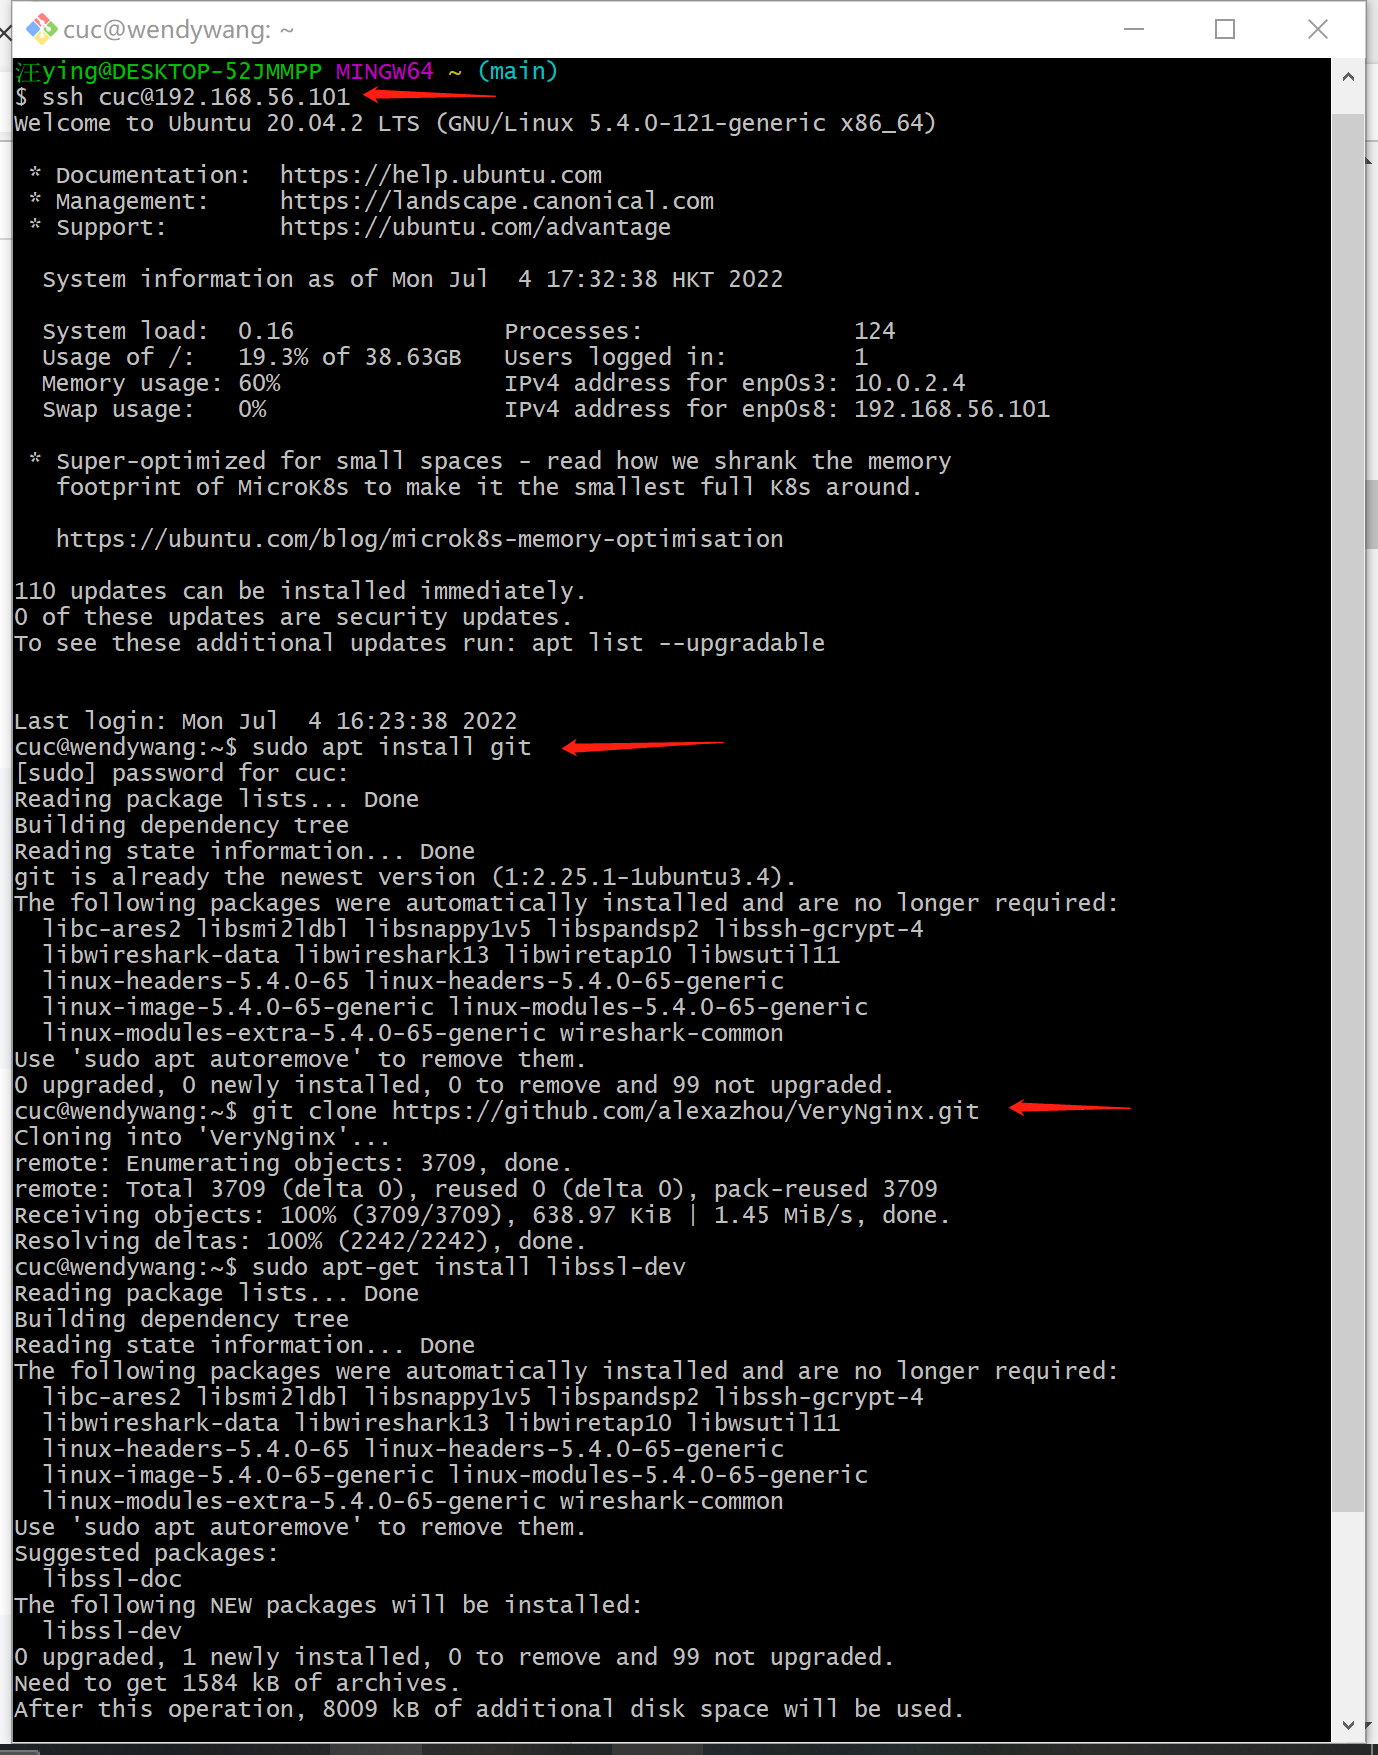 cuc@wendywang: ~
汪ying@DESKTOP-52JMMPP MINGW64 ~ (main)
$ ssh cuc@192.168.56.101
Welcome to Ubuntu 20.04.2 LTS (GNU/Linux 5.4.0-121-generic x86_64)
* Documentation:  https://help.ubuntu.com
* Management:     https://landscape.canonical.com
* Support:        https://ubuntu.com/advantage
System information as of Mon Jul  4 17:32:38 HKT 2022
System load:  0.16               Processes:               124
Usage of /:   19.3% of 38.63GB   Users logged in:         1
Memory usage: 60%                IPv4 address for enp0s3: 10.0.2.4
Swap usage:   0%                 IPv4 address for enp0s8: 192.168.56.101
* Super-optimized for small spaces - read how we shrank the memory
footprint of MicroK8s to make it the smallest full K8s around.
https://ubuntu.com/blog/microk8s-memory-optimisation
110 updates can be installed immediately.
0 of these updates are security updates.
To see these additional updates run: apt list --upgradable
Last login: Mon Jul  4 16:23:38 2022
cuc@wendywang:~$ sudo apt install git
[sudo] password for cuc:
Reading package lists... Done
Building dependency tree
Reading state information... Done
git is already the newest version (1:2.25.1-1ubuntu3.4).
The following packages were automatically installed and are no longer required:
libc-ares2 libsmi2ldbl libsnappy1v5 libspandsp2 libssh-gcrypt-4
libwireshark-data libwireshark13 libwiretap10 libwsutil11
linux-headers-5.4.0-65 linux-headers-5.4.0-65-generic
linux-image-5.4.0-65-generic linux-modules-5.4.0-65-generic
linux-modules-extra-5.4.0-65-generic wireshark-common
Use 'sudo apt autoremove' to remove them.
0 upgraded, 0 newly installed, 0 to remove and 99 not upgraded.
cuc@wendywang:~$ git clone https://github.com/alexazhou/VeryNginx.git
Cloning into 'VeryNginx'...
remote: Enumerating objects: 3709, done.
remote: Total 3709 (delta 0), reused 0 (delta 0), pack-reused 3709
Receiving objects: 100% (3709/3709), 638.97 KiB | 1.45 MiB/s, done.
Resolving deltas: 100% (2242/2242), done.
cuc@wendywang:~$ sudo apt-get install libssl-dev
Reading package lists... Done
Building dependency tree
Reading state information... Done
The following packages were automatically installed and are no longer required:
libc-ares2 libsmi2ldbl libsnappy1v5 libspandsp2 libssh-gcrypt-4
libwireshark-data libwireshark13 libwiretap10 libwsutil11
linux-headers-5.4.0-65 linux-headers-5.4.0-65-generic
linux-image-5.4.0-65-generic linux-modules-5.4.0-65-generic
linux-modules-extra-5.4.0-65-generic wireshark-common
Use 'sudo apt autoremove' to remove them.
Suggested packages:
libssl-doc
The following NEW packages will be installed:
libssl-dev
0 upgraded, 1 newly installed, 0 to remove and 99 not upgraded.
Need to get 1584 kB of archives.
After this operation, 8009 kB of additional disk space will be used.